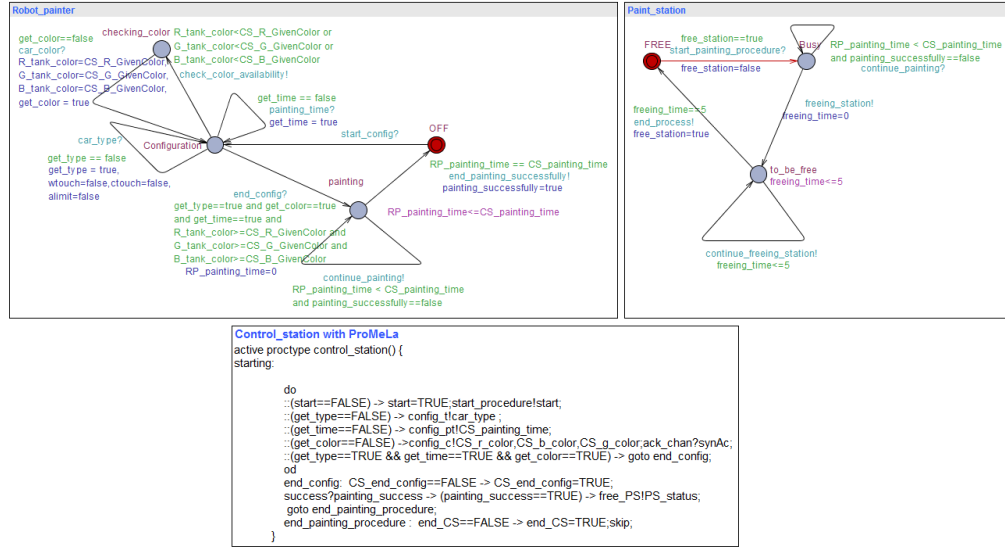 Robot_painter
checking_color
get_color==false
car_color?
R_tank_color=CS_R_GivenColor,
G_tank_color=CS_G_GivenColor,
B_tank_color=CS_B_GivenColor,
get_color = true
R_tank_color<CS_R_GivenColor or
G_tank_color<CS_G_GivenColor or
B_tank_color<CS_B_GivenColor
check_color_availability!
get_time == false
painting_time?
get_time = true
start_config?
OFF
car_type?
Configuration
get_type == false
get_type = true,
wtouch=false,ctouch=false,
alimit=false
RP_painting_time == CS_painting_time
end_painting_successfully!
painting_successfully=true
painting
end_config?
get_type==true and get_color==true
and get_time==true and
R_tank_color>=CS_R_GivenColor and
G_tank_color>=CS_G_GivenColor and
B_tank_color>=CS_B_GivenColor
RP_painting_time=0
RP_painting_time<=CS_painting_time
continue_painting!
RP_painting_time < CS_painting_time
and painting_successfully==false
Paint_station
FREE
free_station==true
start_painting_procedure?
free_station=false
Busy
RP_painting_time < CS_painting_time
and painting_successfully==false
continue_painting?
freeing_time==5
end_process!
free_station=true
freeing_station!
freeing_time=0
to_be_free
freeing_time<=5
continue_freeing_station!
freeing_time<=5
Control_station with ProMeLa
active proctype control_station() {
starting:
do
::(start==FALSE) -> start=TRUE;start_procedure!start;
::(get_type==FALSE) -> config_t!car_type ;
::(get_time==FALSE) -> config_pt!CS_painting_time;
::(get_color==FALSE) ->config_c!CS_r_color,CS_b_color,CS_g_color;ack_chan?synAc;
::(get_type==TRUE && get_time==TRUE && get_color==TRUE) -> goto end_config;
od
end_config: CS_end_config==FALSE -> CS_end_config=TRUE;
success?painting_success -> (painting_success==TRUE) -> free_PS!PS_status;
goto end_painting_procedure;
end_painting_procedure : end_CS==FALSE -> end_CS=TRUE;skip;
}